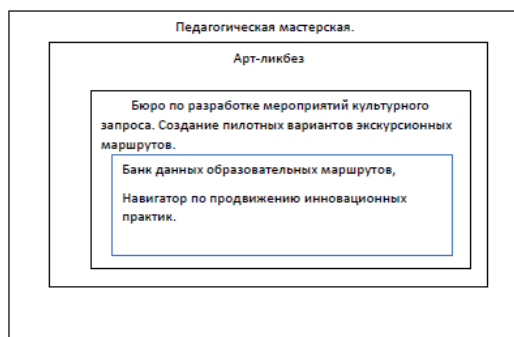 Педагогическая мастерская.
Арт-ликбез
Бюро по разработке мероприятий культурного
запроса. Создание пилотных вариантов экскурсионных
маршрутов.
Банк данных образовательных маршрутов,
Навигатор по продвижению инновационных
практик.